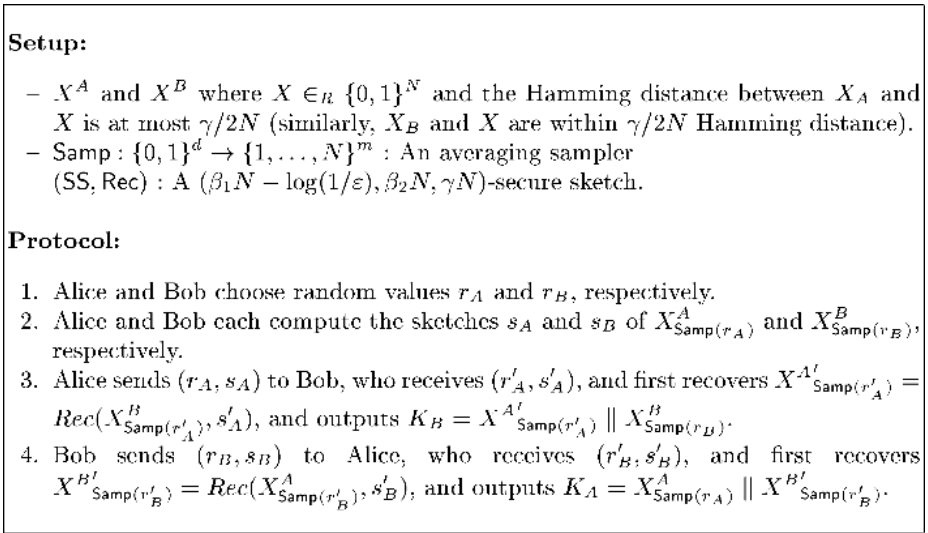 Setup:
– X^A and X^B where X ∈_R {0,1}^N and the Hamming distance between X_A and
X is at most γ/2N (similarly, X_B and X are within γ/2N Hamming distance).
– Samp : {0,1}^d → {1, . . . , N}^m : An averaging sampler
(SS, Rec) : A (β_1N − log(1/ε), β_2N, γN)-secure sketch.
Protocol:
1. Alice and Bob choose random values r_A and r_B, respectively.
2. Alice and Bob each compute the sketches s_A and s_B of X^A_{Samp(r_A)} and X^B_{Samp(r_B)},
respectively.
3. Alice sends (r_A, s_A) to Bob, who receives (r′_A, s′_A), and first recovers X^{A′}_{Samp(r′_A)} =
Rec(X^B_{Samp(r′_A)}, s′_A), and outputs K_B = X^{A′}_{Samp(r′_A)} || X^B_{Samp(r_B)}.
4. Bob sends (r_B, s_B) to Alice, who receives (r′_B, s′_B), and first recovers
X^{B′}_{Samp(r′_B)} = Rec(X^A_{Samp(r′_B)}, s′_B), and outputs K_A = X^A_{Samp(r_A)} || X^{B′}_{Samp(r′_B)}.